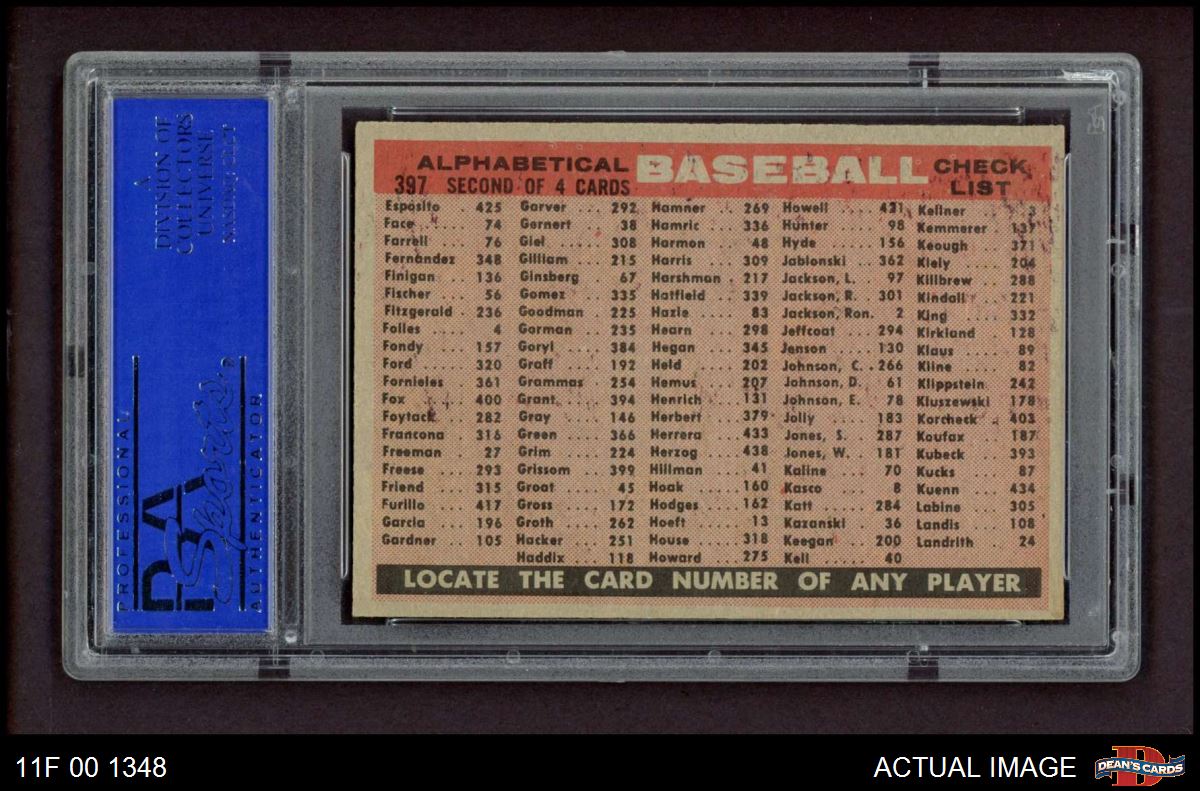 A
DIVISION OF
COLLECTORS
UNIVERSE
NASDAQ: CLCT
PROFESSIONAL
PSA
AUTHENTICATOR
ALPHABETICAL BASEBALL CHECK
397 SECOND OF 4 CARDS LIST
Esposito . 425
Face .... 74
Farrell ... 76
Fernandez 348
Finigan .. 136
Fischer ... 56
Fitzgerald . 236
Foiles .... 4
Fondy ... 157
Ford .... 320
Fornieles . 361
Fox .... 400
Foytack . 282
Francona . 316
Freeman . 27
Freese .. 293
Friend ... 315
Furillo ... 417
Garcia .. 196
Gardner . 105
Garver ... 292
Gernert .. 38
Giel ..... 308
Gilliam .. 215
Ginsberg . 67
Gomez .. 335
Goodman . 225
Gorman . 235
Goryl ... 384
Graff .... 192
Grammas . 254
Grant ... 394
Gray .... 146
Green ... 366
Grim .... 224
Grissom .. 399
Groat .... 45
Gross ... 172
Groth ... 262
Hacker .. 251
Haddix .. 118
Hamner .. 269
Hamric .. 336
Harmon .. 48
Harris ... 309
Harshman . 217
Hatfield . 339
Hazle .... 83
Hearn ... 298
Hegan ... 345
Held .... 202
Hemus .. 207
Henrich .. 131
Herbert .. 379
Herrera .. 433
Herzog .. 438
Hillman .. 41
Hoak .... 160
Hodges .. 162
Hoeft .... 13
House ... 318
Howard .. 275
Howell ... 421
Hunter ... 98
Hyde .... 156
Jablonski . 362
Jackson, L. 97
Jackson, R. 301
Jackson, Ron. 2
Jeffcoat .. 294
Jenson .. 130
Johnson, C. . 266
Johnson, D. 61
Johnson, E. 78
Jolly .... 183
Jones, S. . 287
Jones, W. . 181
Kaline ... 70
Kasco .... 8
Katt .... 284
Kazanski . 36
Keegan .. 200
Kell ..... 40
Kellner ... 3
Kemmerer . 137
Keough .. 371
Kiely .... 204
Killbrew . 288
Kindall .. 221
King .... 332
Kirkland . 128
Klaus .... 89
Kline .... 82
Klippstein . 242
Kluszewski 178
Korcheck . 403
Koufax .. 187
Kubeck .. 393
Kucks ... 87
Kuenn ... 434
Labine .. 305
Landis .. 108
Landrith .. 24
LOCATE THE CARD NUMBER OF ANY PLAYER
11F 00 1348
ACTUAL IMAGE
DEAN'S CARDS